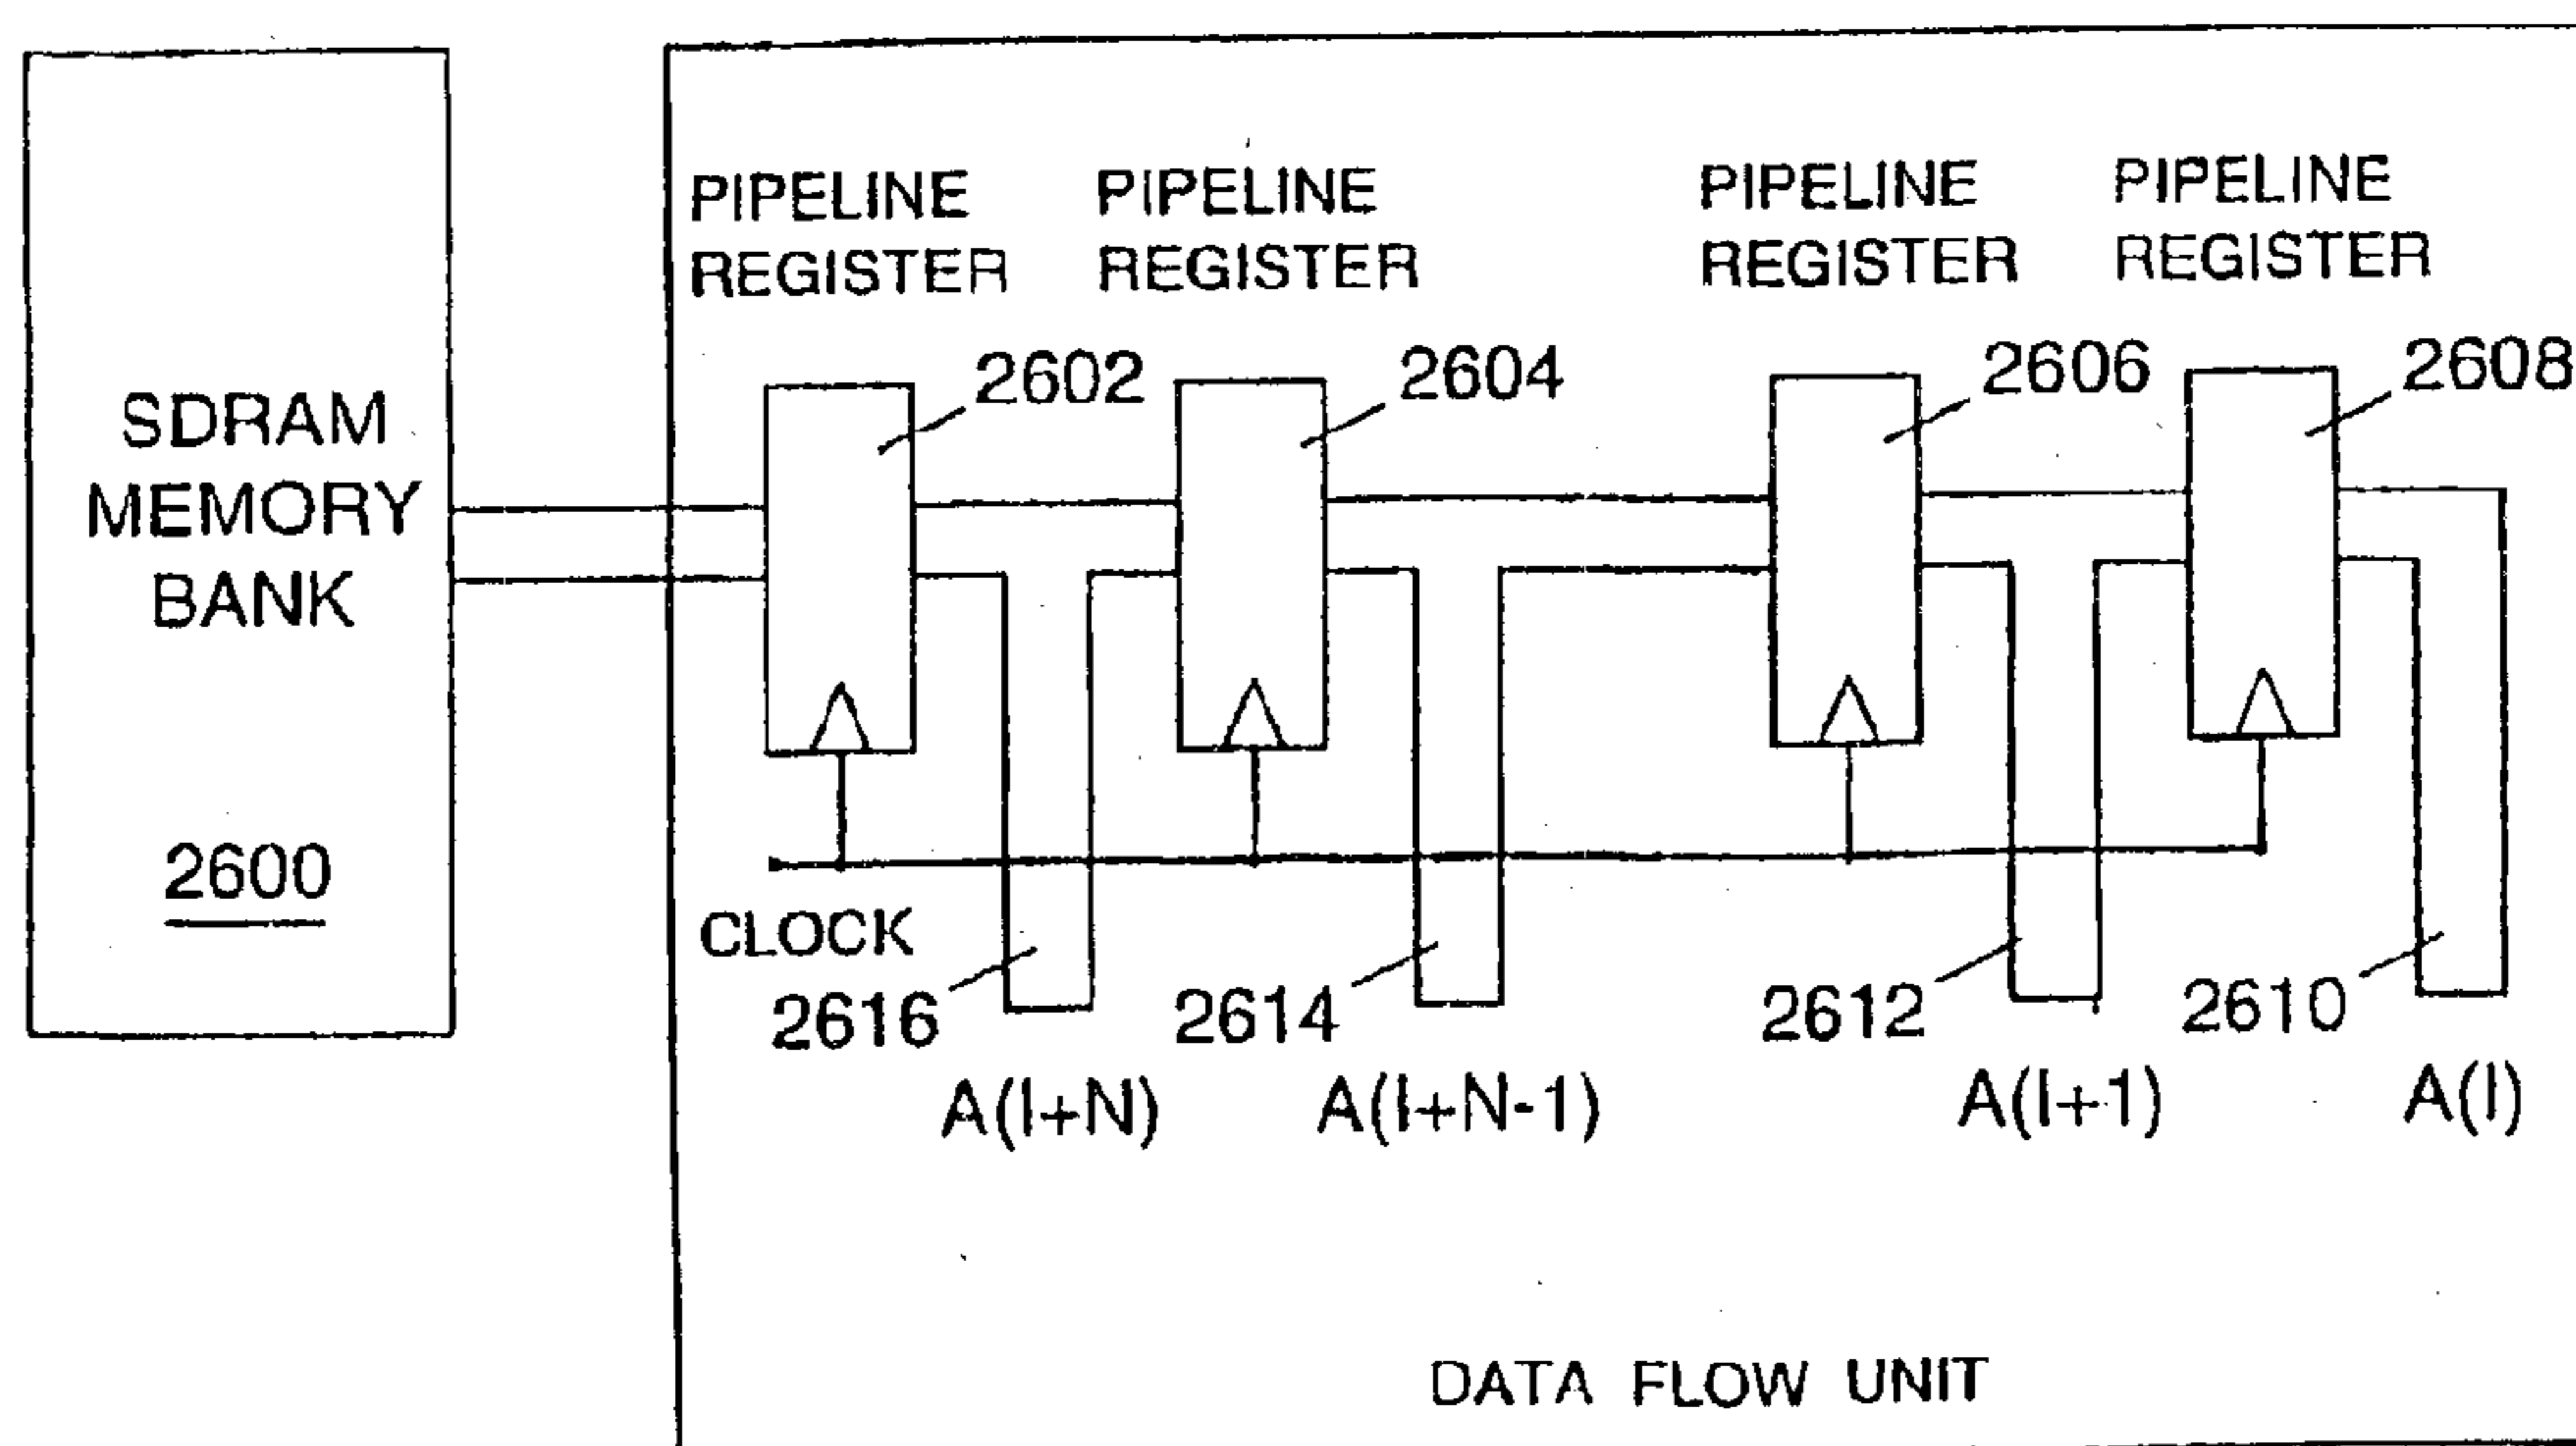 SDRAM
MEMORY
BANK
2600
PIPELINE
REGISTER
PIPELINE
REGISTER
PIPELINE
REGISTER
PIPELINE
REGISTER
2602
2604
2606
2608
CLOCK
2616
2614
2612
2610
A(I+N)
A(I+N-1)
A(I+1)
A(I)
DATA FLOW UNIT